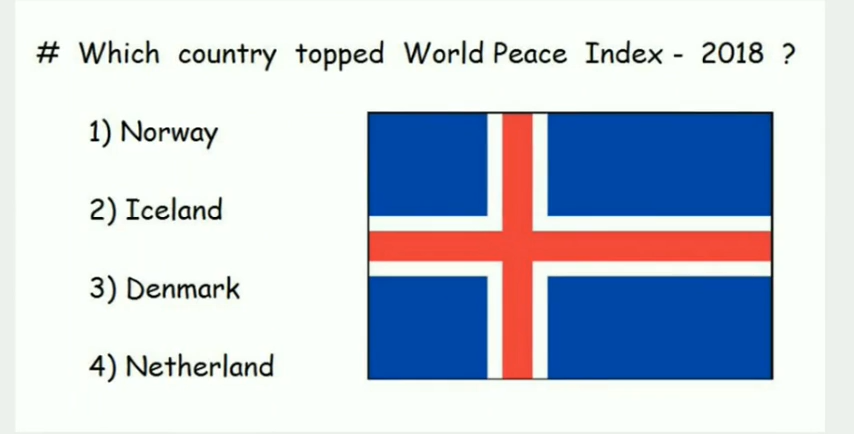 # Which country topped World Peace Index - 2018 ?
1) Norway
2) Iceland
3) Denmark
4) Netherland